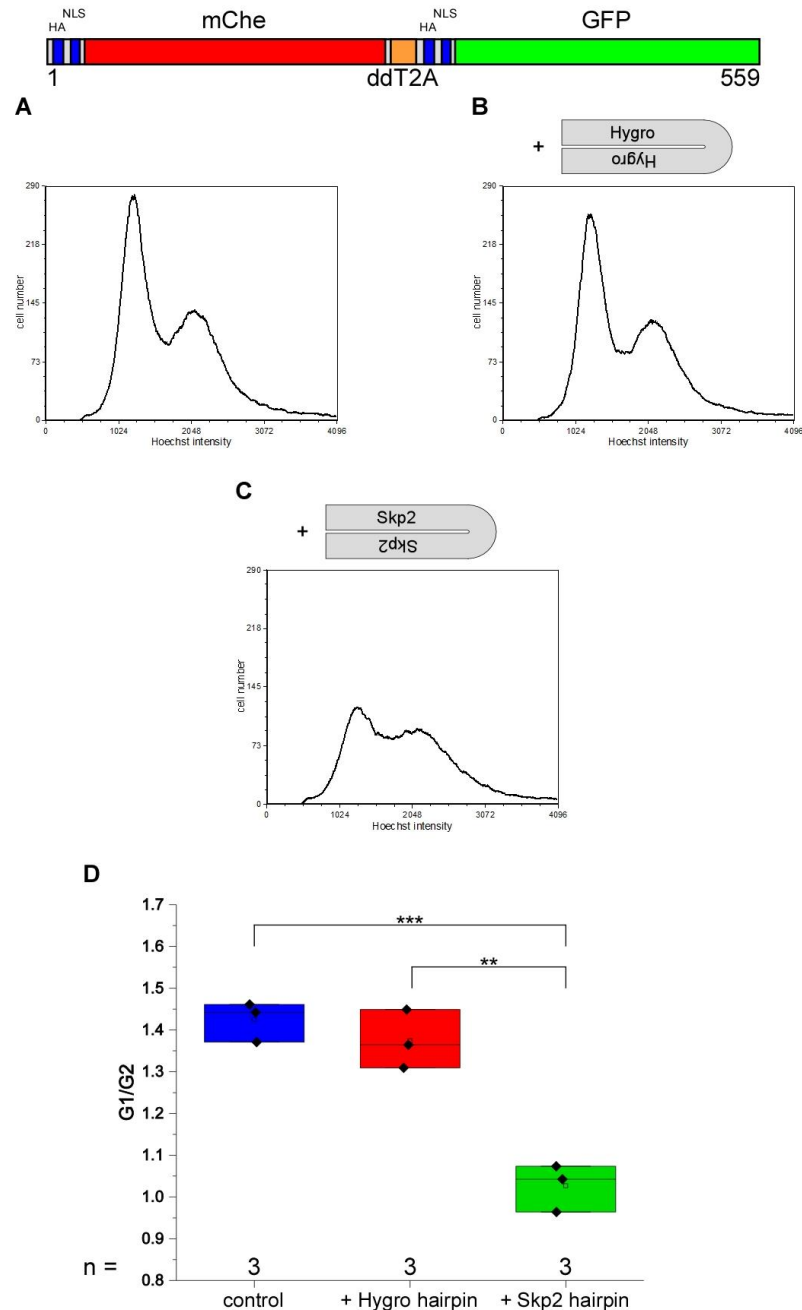 HA NLS mChe HA NLS GFP
1 ddT2A 559
A
290
218
145
73
0
cell number
0 1024 2048 3072 4096
Hoechst intensity
B
+ Hygro
Hygro
290
218
145
73
0
cell number
0 1024 2048 3072 4096
Hoechst intensity
C
+ Skp2
Skp2
290
218
145
73
0
cell number
0 1024 2048 3072 4096
Hoechst intensity
D
1.7
1.6
1.5
1.4
1.3
1.2
1.1
1.0
0.9
0.8
G1/G2
***
**
n = 3 3 3
control + Hygro hairpin + Skp2 hairpin